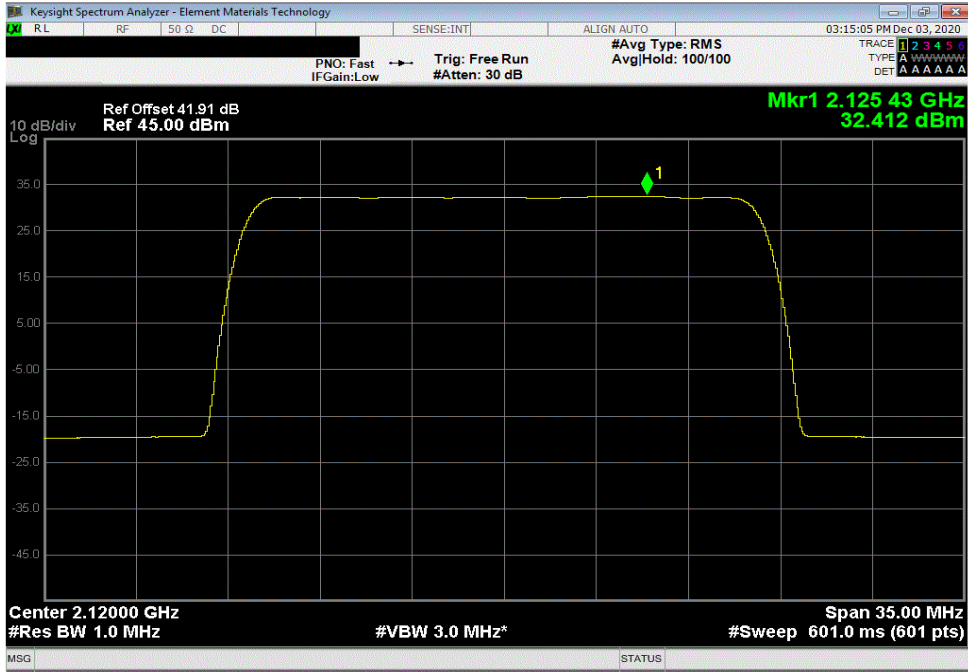 Keysight Spectrum Analyzer - Element Materials Technology
LXI RL RF 50 Ω DC SENSE:INT ALIGN AUTO 03:15:05 PM Dec 03, 2020
#Avg Type: RMS TRACE 1 2 3 4 5 6
PNO: Fast Trig: Free Run Avg|Hold: 100/100 TYPE A WWWWW
IFGain:Low #Atten: 30 dB DET A A A A A A
Mkr1 2.125 43 GHz
32.412 dBm
Ref Offset 41.91 dB
10 dB/div Ref 45.00 dBm
Log
1
35.0
25.0
15.0
5.00
-5.00
-15.0
-25.0
-35.0
-45.0
Center 2.12000 GHz Span 35.00 MHz
#Res BW 1.0 MHz #VBW 3.0 MHz* #Sweep 601.0 ms (601 pts)
MSG STATUS